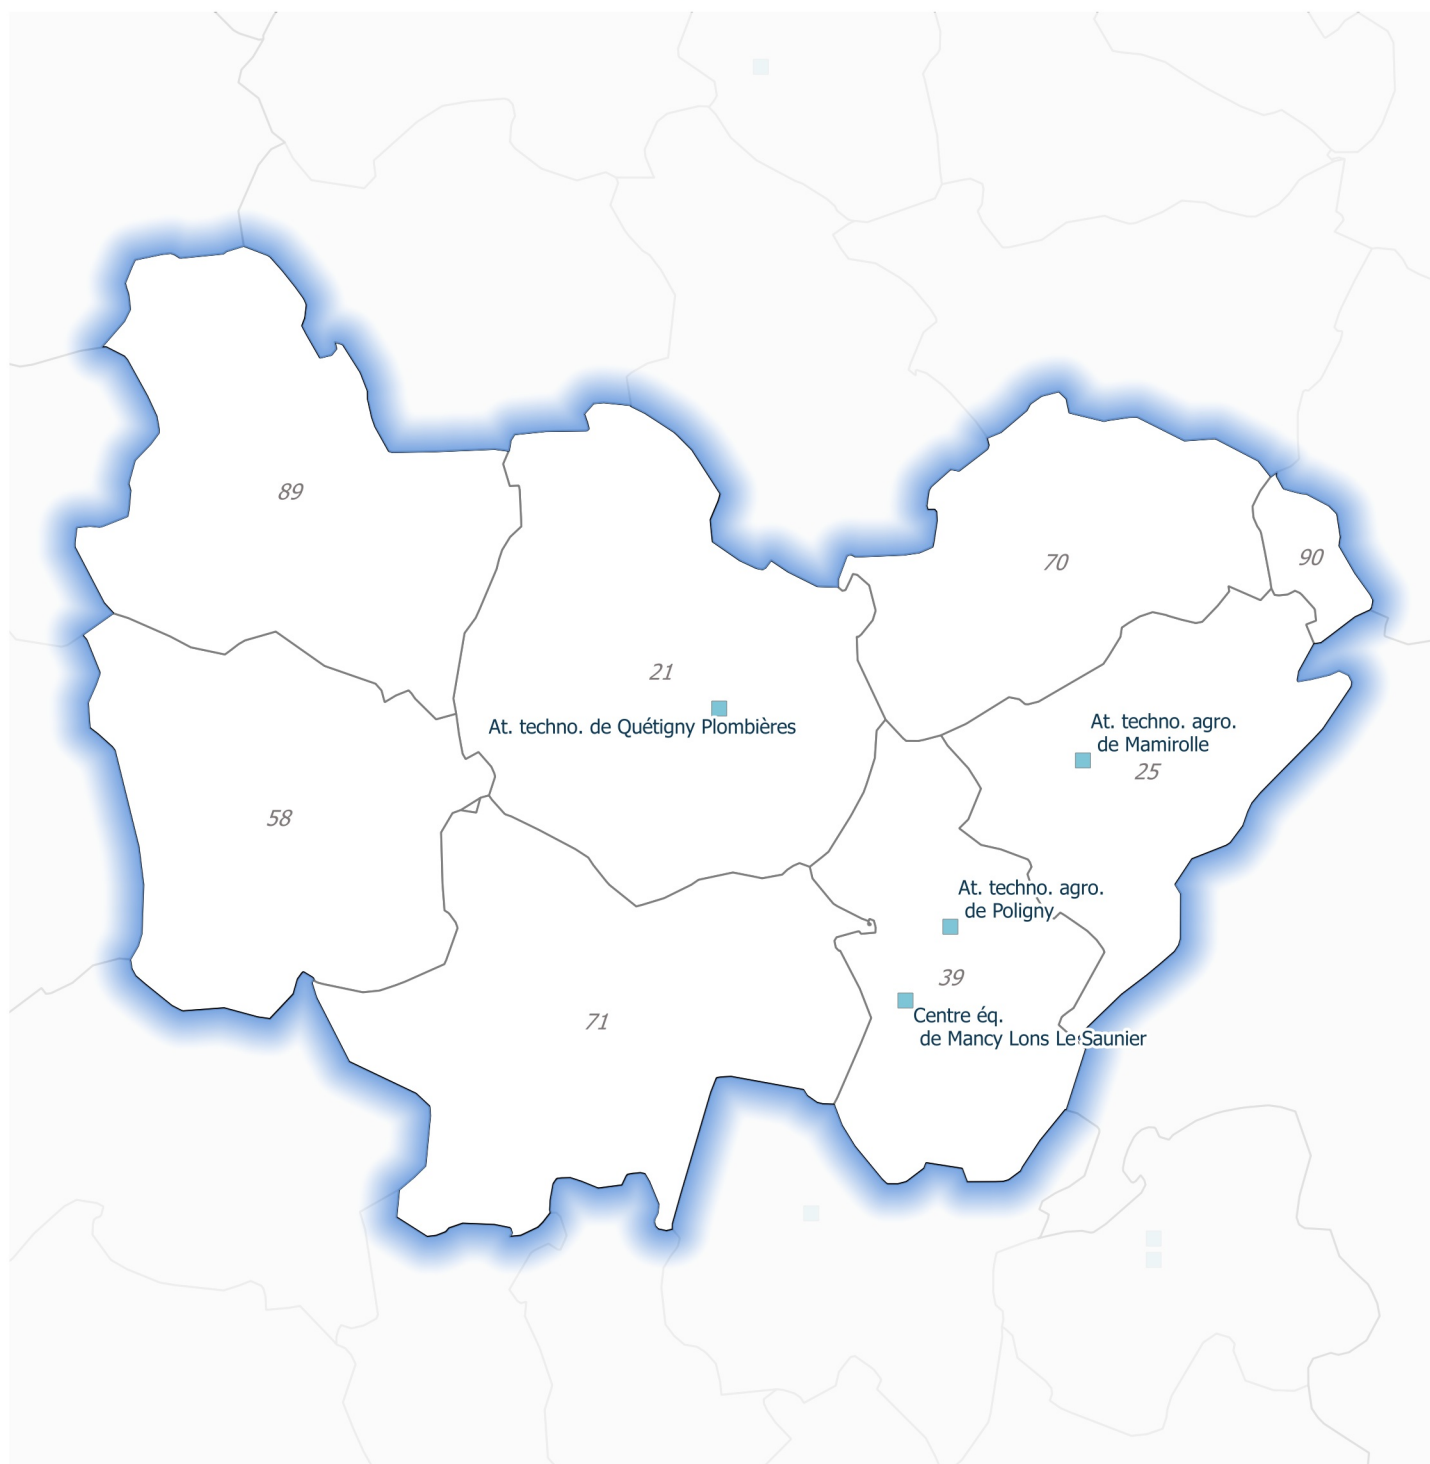 89
70
90
21
At. techno. de Quétigny Plombières
At. techno. agro.
de Mamirolle
25
58
At. techno. agro.
de Poligny
39
Centre éq.
de Mancy Lons Le Saunier
71